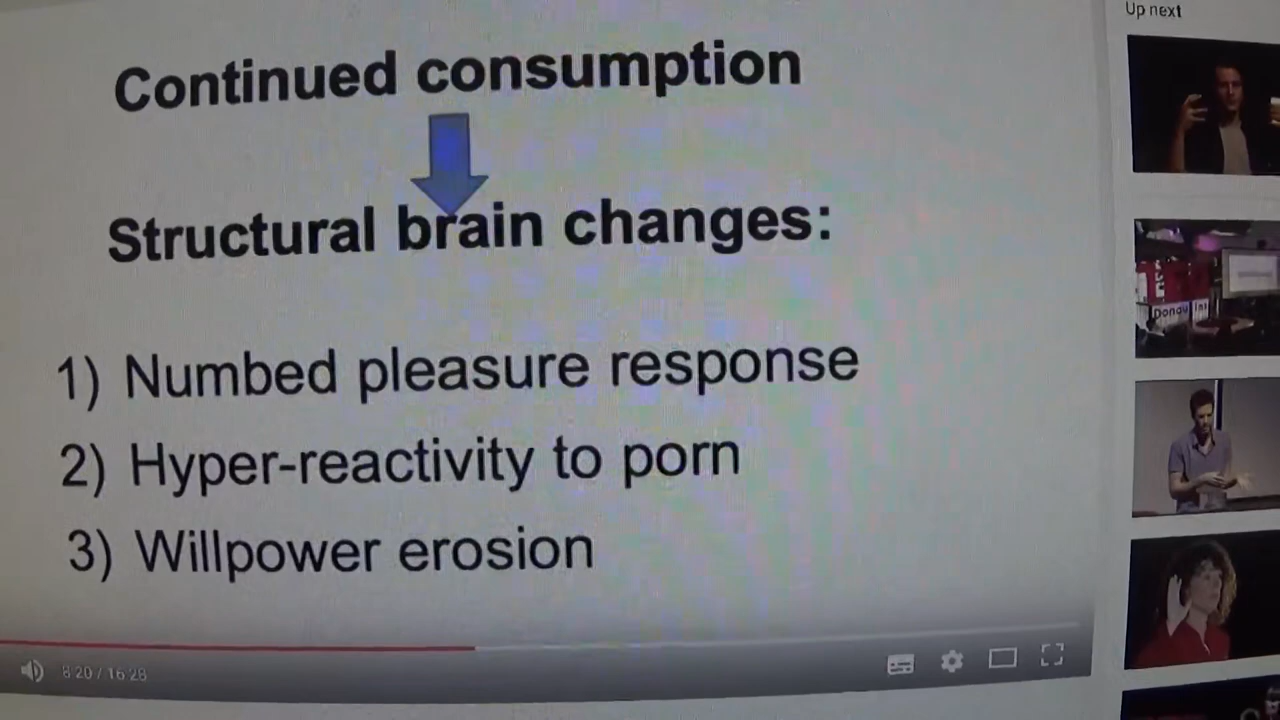 Continued consumption
Structural brain changes:
1) Numbed pleasure response
2) Hyper-reactivity to porn
3) Willpower erosion
8:20 / 16:28
Up next
Donau